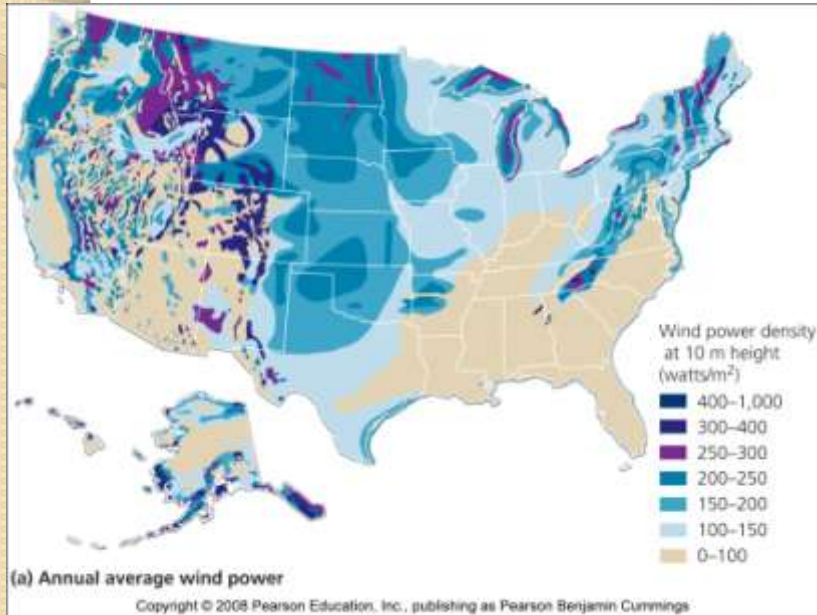 Wind power density
at 10 m height
(watts/m²)
400–1,000
300–400
250–300
200–250
150–200
100–150
0–100
(a) Annual average wind power
Copyright © 2008 Pearson Education, Inc., publishing as Pearson Benjamin Cummings